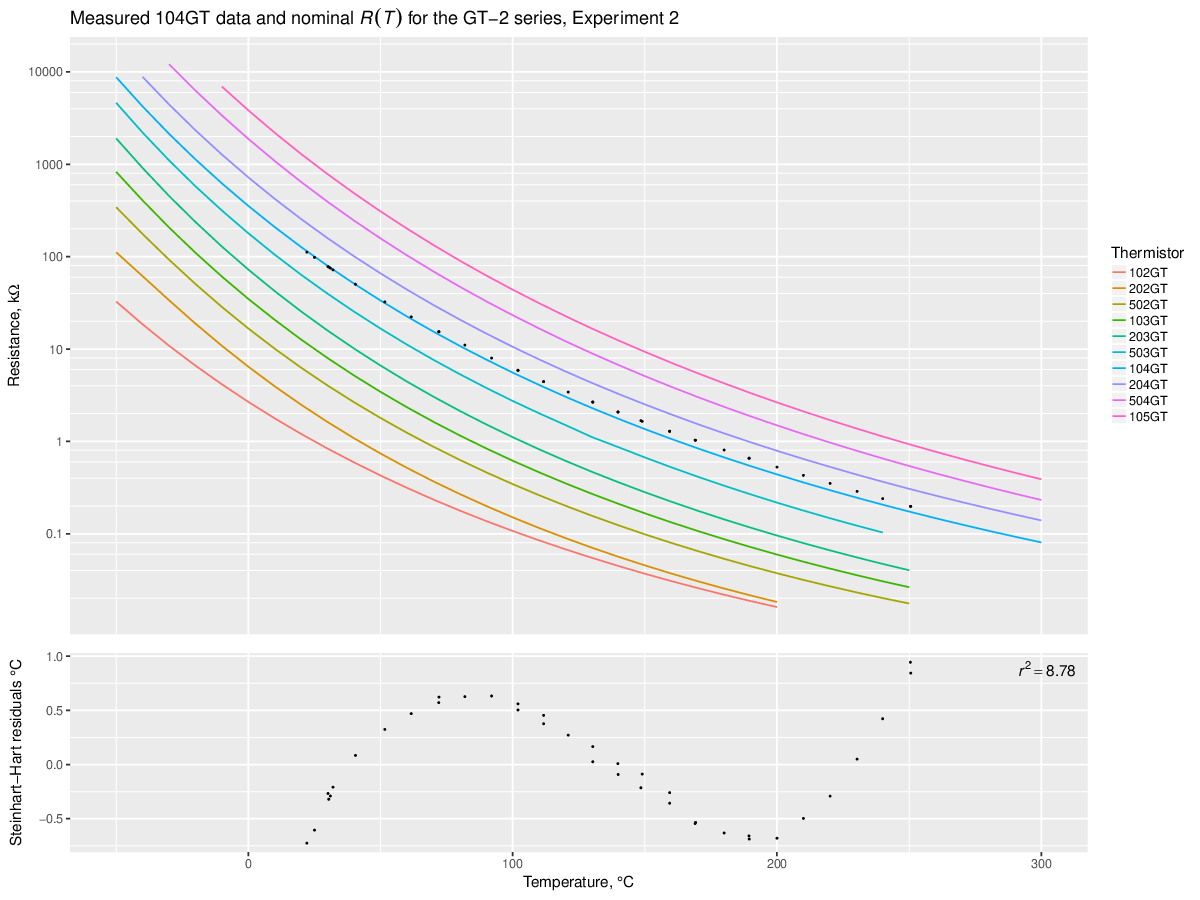 Measured 104GT data and nominal R(T) for the GT−2 series, Experiment 2
Resistance, kΩ
10000
1000
100
10
1
0.1
Thermistor
102GT
202GT
502GT
103GT
203GT
503GT
104GT
204GT
504GT
105GT
Steinhart−Hart residuals °C
1.0
0.5
0.0
−0.5
r² = 8.78
0
100
200
300
Temperature, °C